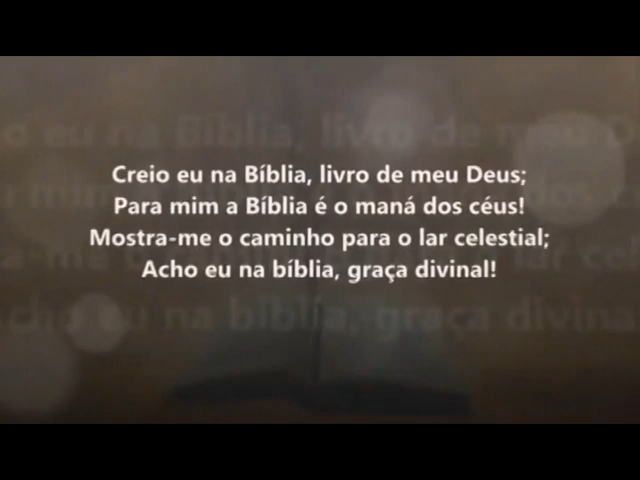 Creio eu na Bíblia, livro de meu Deus;
Para mim a Bíblia é o maná dos céus!
Mostra-me o caminho para o lar celestial;
Acho eu na bíblia, graça divinal!